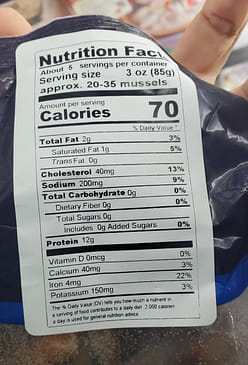 Nutrition Fact
About 5 servings per container
Serving size 3 oz (85g)
approx. 20-35 mussels
Amount per serving
Calories 70
% Daily Value*
Total Fat 2g 3%
Saturated Fat 1g 5%
Trans Fat 0g
Cholesterol 40mg 13%
Sodium 200mg 9%
Total Carbohydrate 0g 0%
Dietary Fiber 0g 0%
Total Sugars 0g
Includes 0g Added Sugars 0%
Protein 12g
Vitamin D 0mcg 0%
Calcium 40mg 3%
Iron 4mg 22%
Potassium 150mg 3%
The % Daily Value (DV) tells you how much a nutrient in
a serving of food contributes to a daily diet. 2,000 calories
a day is used for general nutrition advice.